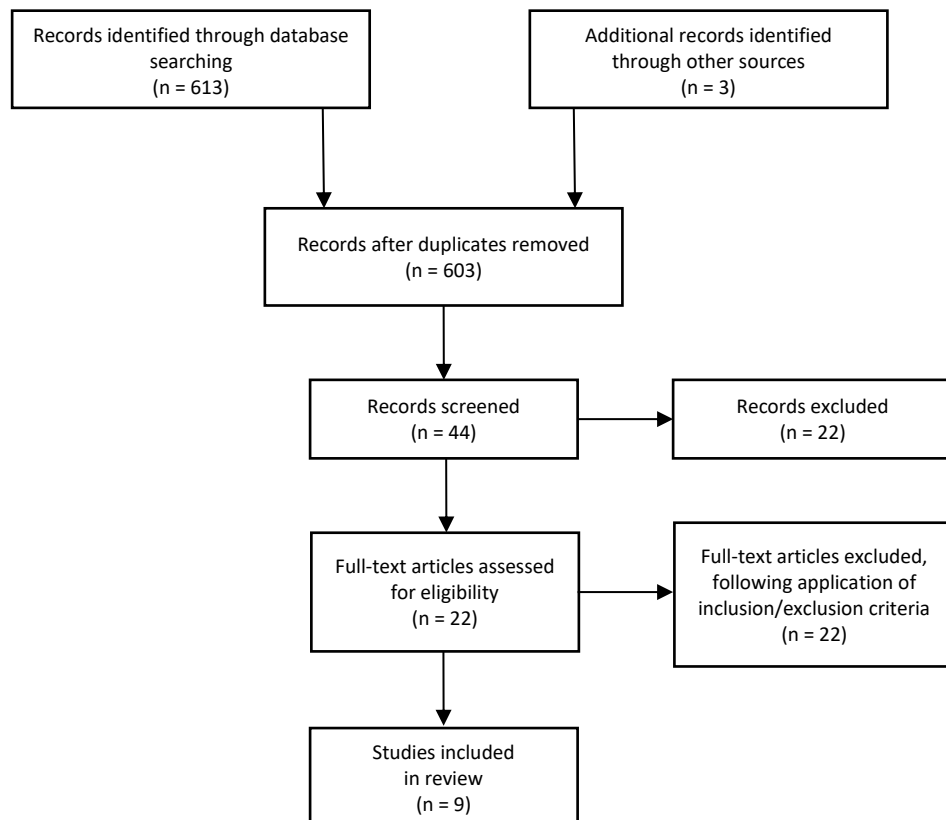 Records identified through database
searching
(n = 613)
Additional records identified
through other sources
(n = 3)
Records after duplicates removed
(n = 603)
Records screened
(n = 44)
Records excluded
(n = 22)
Full-text articles assessed
for eligibility
(n = 22)
Full-text articles excluded,
following application of
inclusion/exclusion criteria
(n = 22)
Studies included
in review
(n = 9)